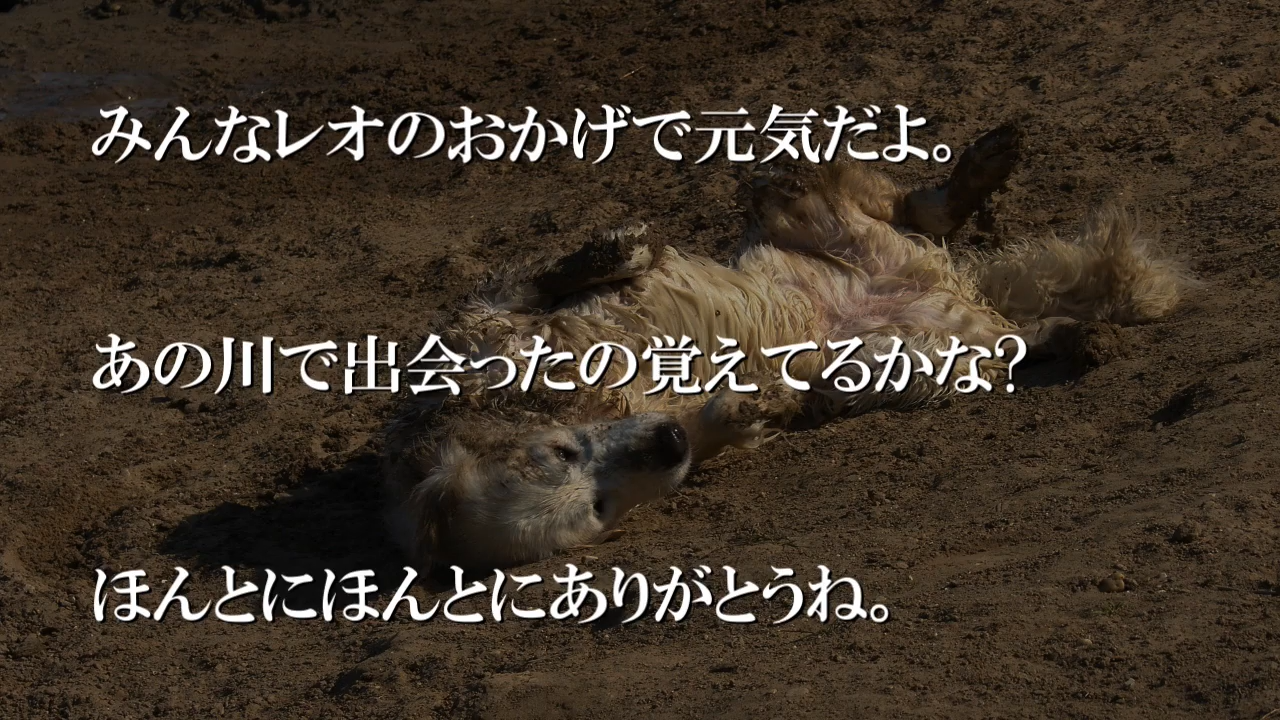 みんなレオのおかげで元気だよ。
あの川で出会ったの覚えてるかな?
ほんとにほんとにありがとうね。